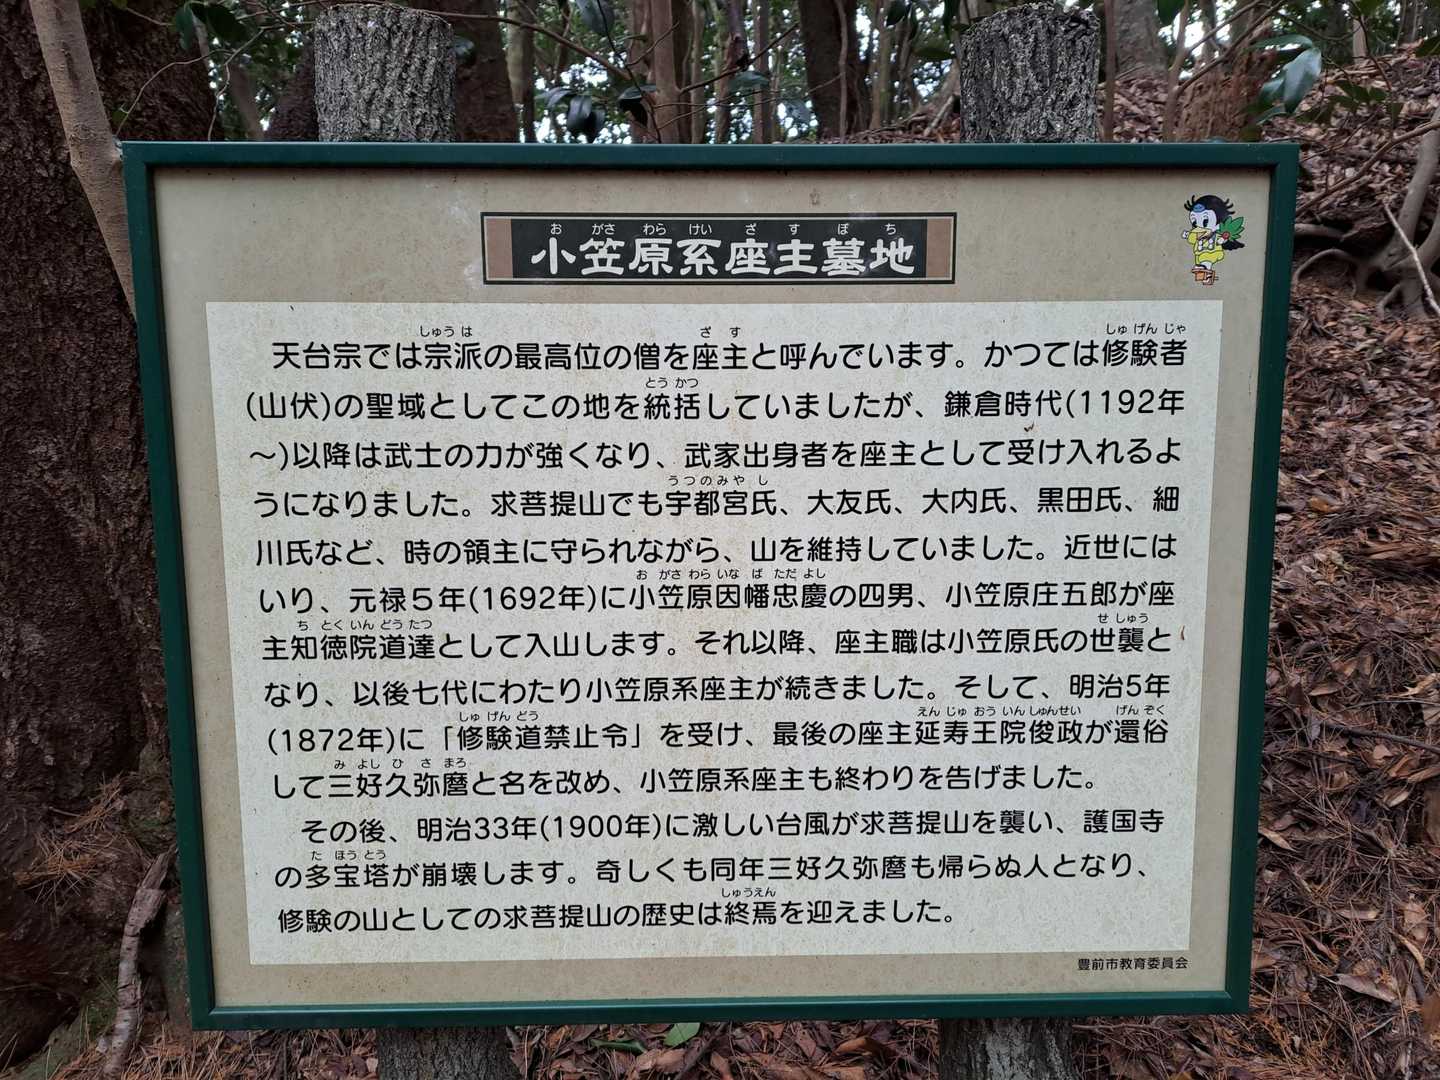 小笠原系座主墓地
お がさ わら けい ざ す ぼ ち
天台宗では宗派の最高位の僧を座主と呼んでいます。かつては修験者
しゅう は ざ す しゅ げん じゃ
(山伏)の聖域としてこの地を統括していましたが、鎌倉時代(1192年
とう かつ
～)以降は武士の力が強くなり、武家出身者を座主として受け入れるよ
うになりました。求菩提山でも宇都宮氏、大友氏、大内氏、黒田氏、細
うつのみや し
川氏など、時の領主に守られながら、山を維持していました。近世には
いり、元禄５年(1692年)に小笠原因幡忠慶の四男、小笠原庄五郎が座
お がさ わら いな ば ただ よし
主知徳院道達として入山します。それ以降、座主職は小笠原氏の世襲と
ち とく いん どう たつ せ しゅう
なり、以後七代にわたり小笠原系座主が続きました。そして、明治5年
(1872年)に「修験道禁止令」を受け、最後の座主延寿王院俊政が還俗
しゅ げん どう えん じゅ おう いん しゅんせい げん ぞく
して三好久弥麿と名を改め、小笠原系座主も終わりを告げました。
み よし ひ さ まろ
その後、明治33年(1900年)に激しい台風が求菩提山を襲い、護国寺
の多宝塔が崩壊します。奇しくも同年三好久弥麿も帰らぬ人となり、
た ほう とう
修験の山としての求菩提山の歴史は終焉を迎えました。
しゅうえん
豊前市教育委員会